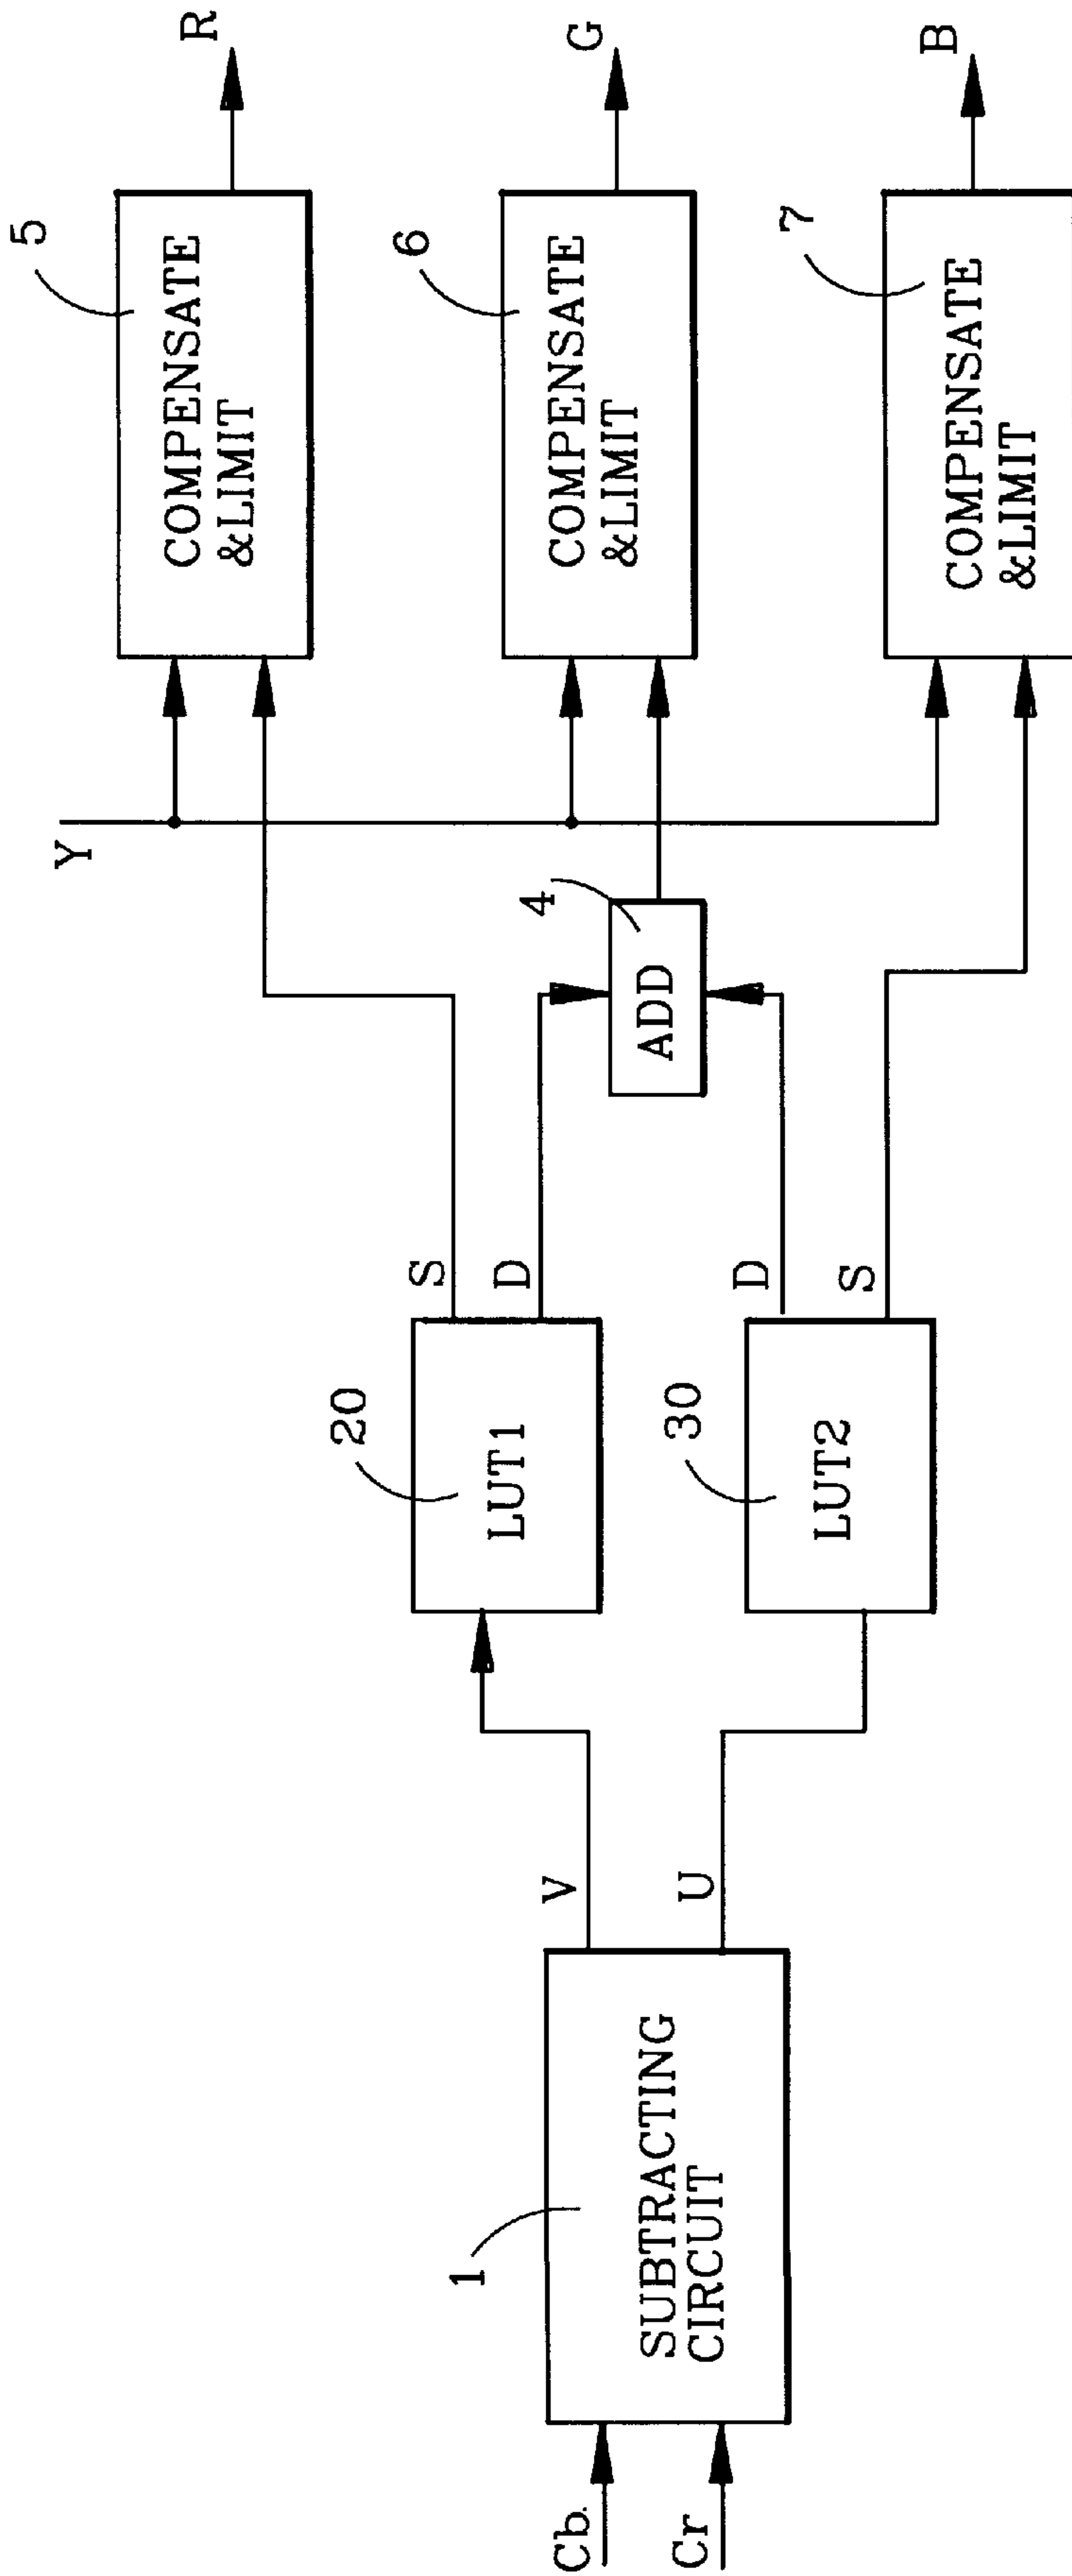 Cb.
Cr
1
SUBTRACTING
CIRCUIT
V
U
20
LUT1
30
LUT2
S
D
D
S
4
ADD
Y
5
COMPENSATE
&LIMIT
R
6
COMPENSATE
&LIMIT
G
7
COMPENSATE
&LIMIT
B